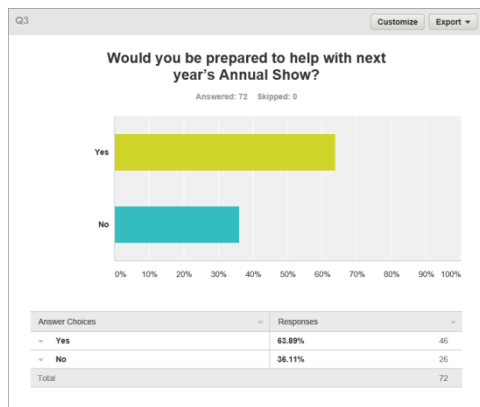 Q3
Customize
Export
Would you be prepared to help with next
year's Annual Show?
Answered: 72 Skipped: 0
Yes
No
0% 10% 20% 30% 40% 50% 60% 70% 80% 90% 100%
Answer Choices Responses
Yes 63.89% 46
No 36.11% 26
Total 72